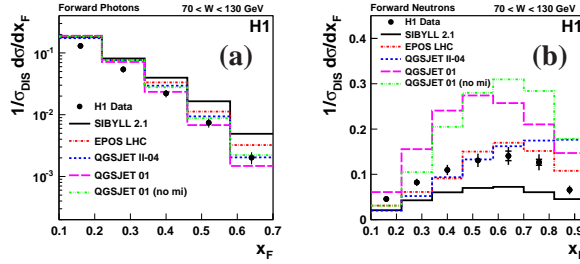 Forward Photons 70 < W < 130 GeV
H1
(a)
1/σDIS dσ/dxF
10-1
10-2
10-3
H1 Data
SIBYLL 2.1
EPOS LHC
QGSJET II-04
QGSJET 01
QGSJET 01 (no mi)
0.1 0.2 0.3 0.4 0.5 0.6 0.7
xF
Forward Neutrons 70 < W < 130 GeV
H1
(b)
1/σDIS dσ/dxF
0.4
0.3
0.2
0.1
0
H1 Data
SIBYLL 2.1
EPOS LHC
QGSJET II-04
QGSJET 01
QGSJET 01 (no mi)
0.1 0.2 0.3 0.4 0.5 0.6 0.7 0.8 0.9
xF